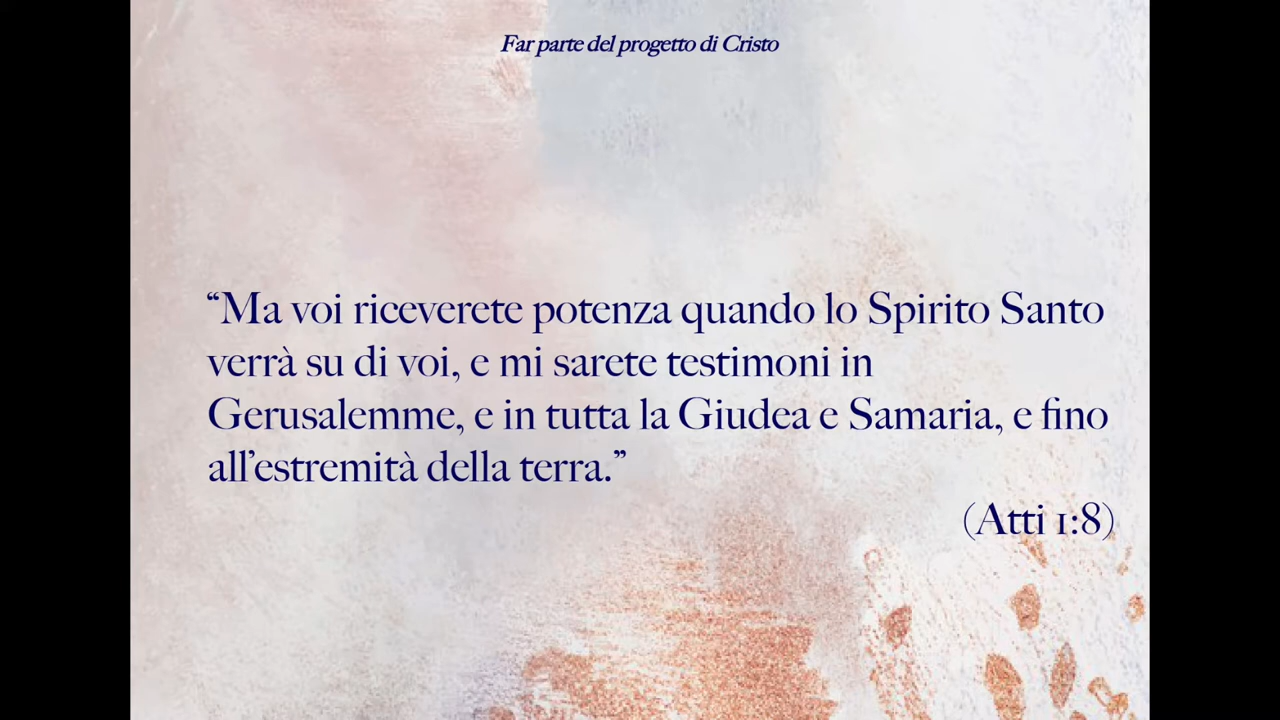 Far parte del progetto di Cristo
“Ma voi riceverete potenza quando lo Spirito Santo
verrà su di voi, e mi sarete testimoni in
Gerusalemme, e in tutta la Giudea e Samaria, e fino
all’estremità della terra.”
(Atti 1:8)